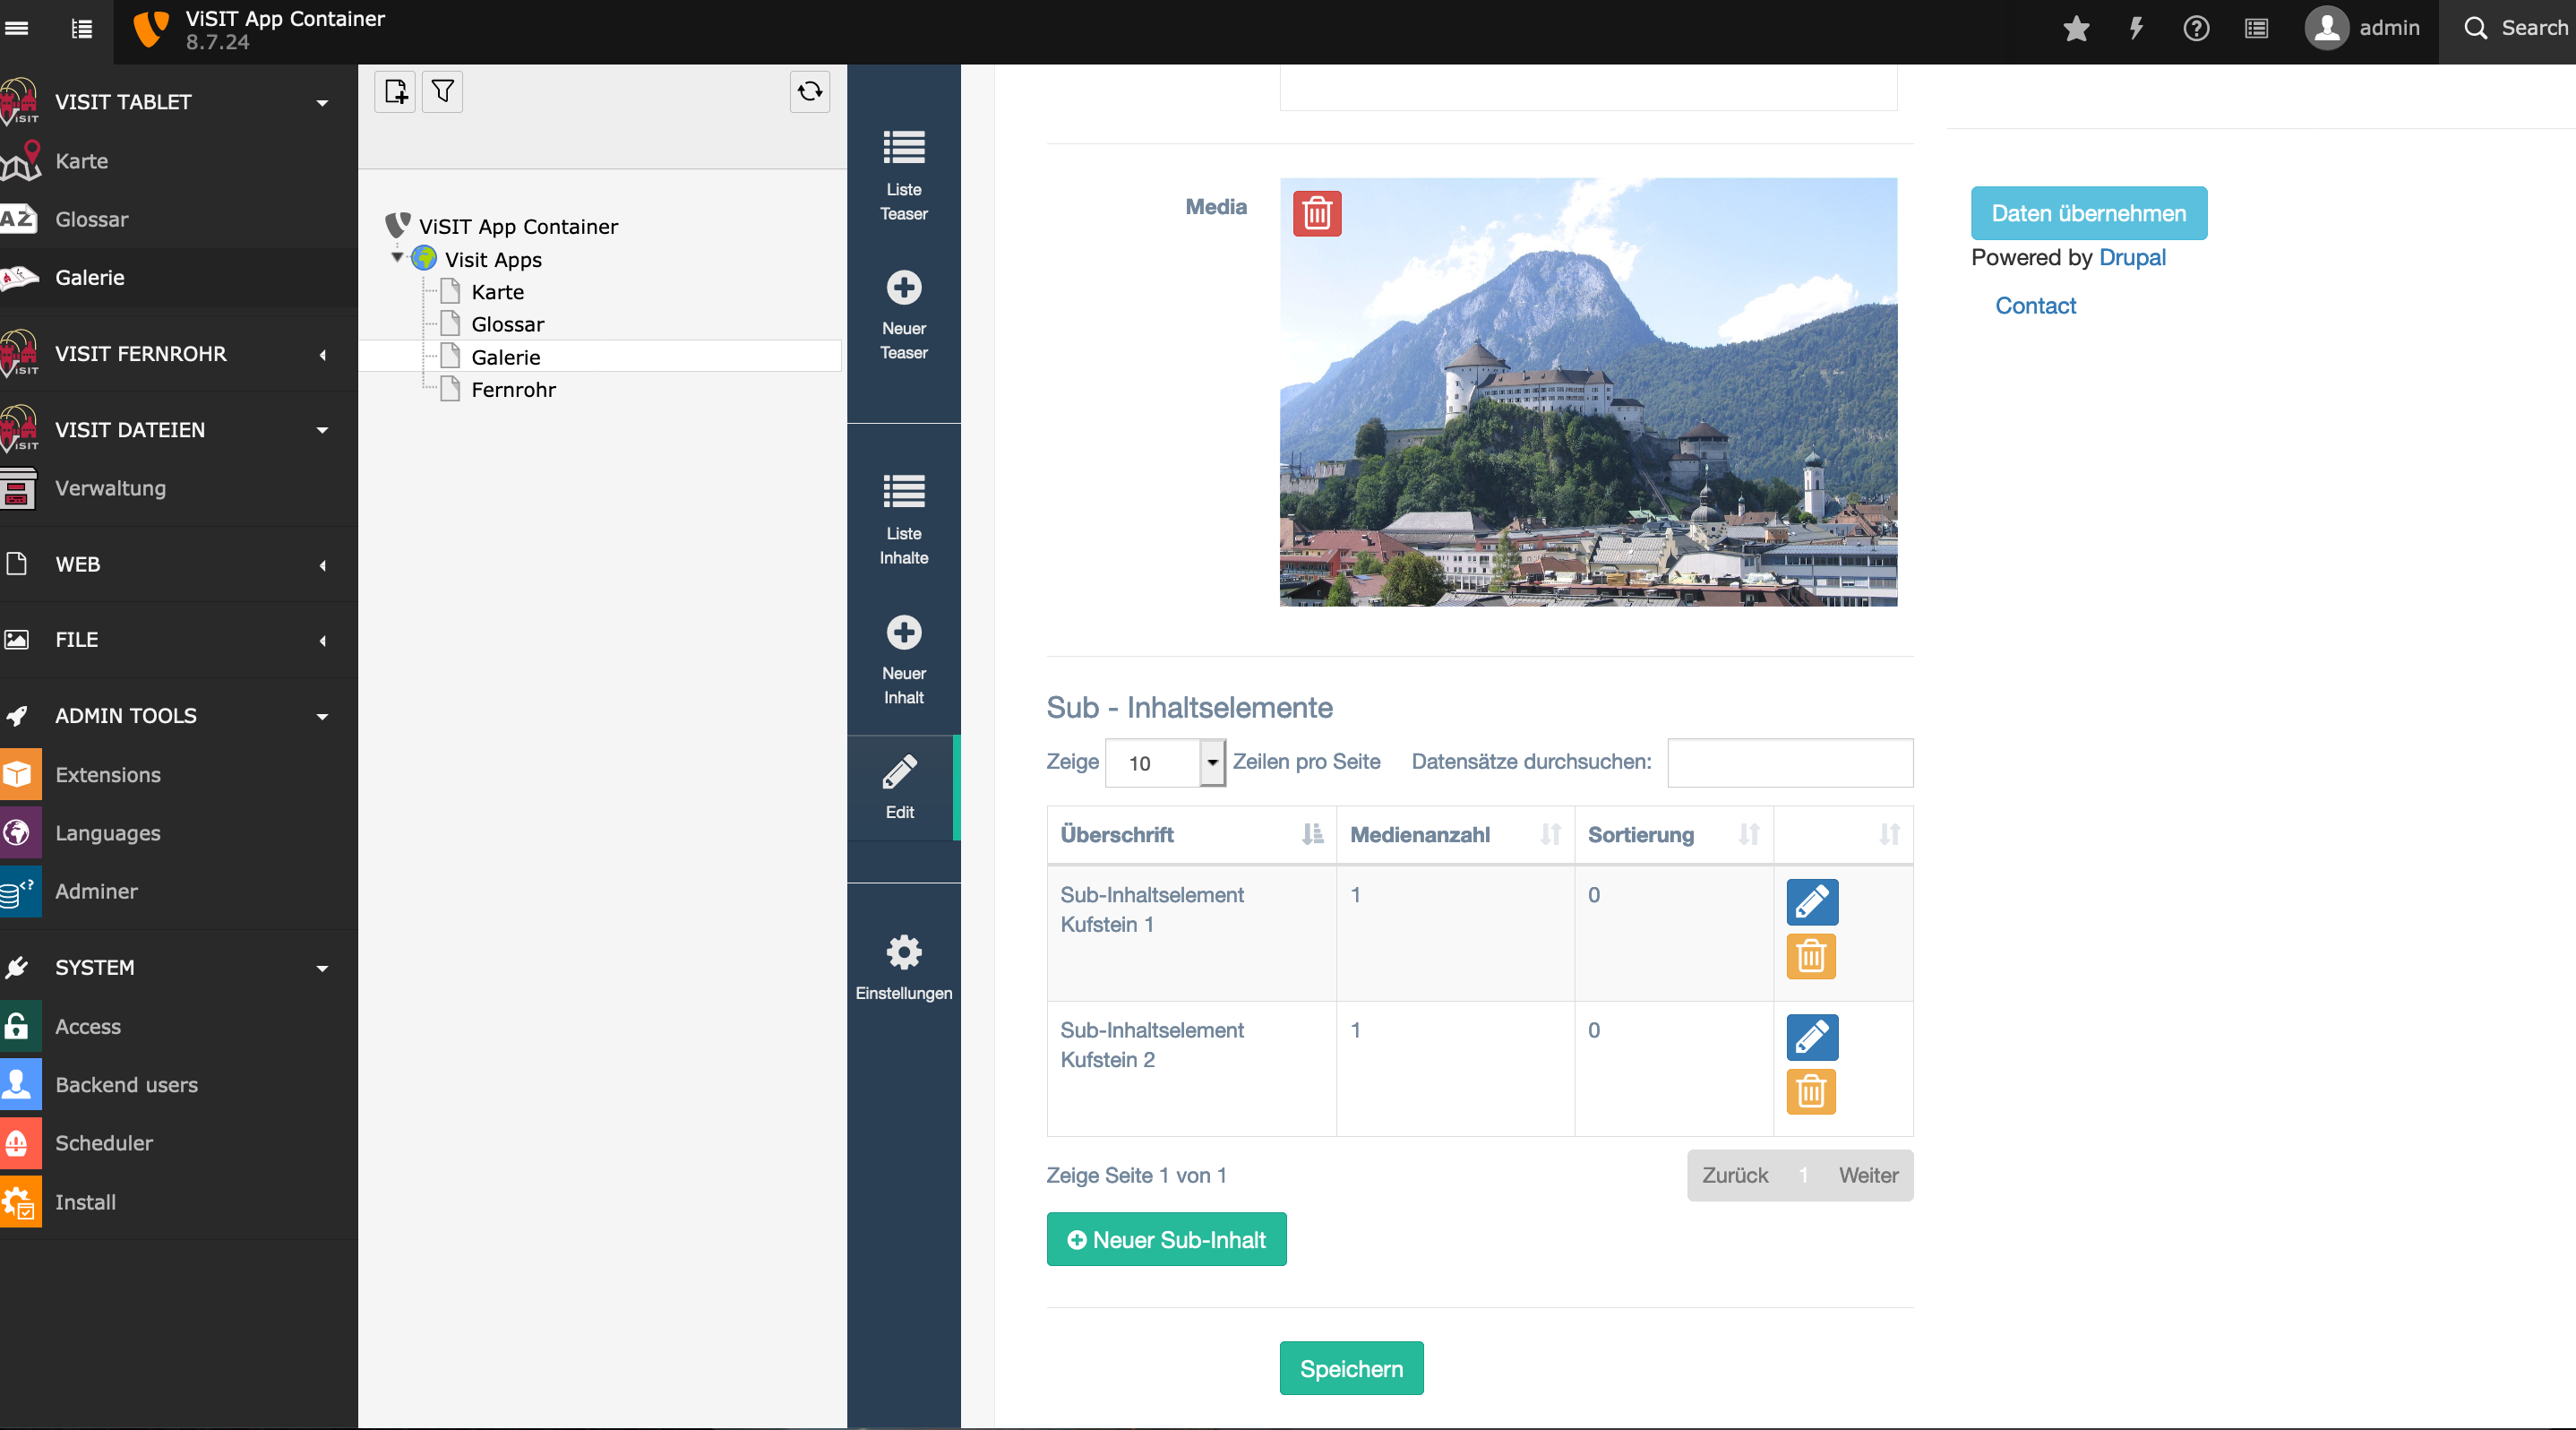 ViSIT App Container
8.7.24
admin
Search
VISIT TABLET
Karte
Glossar
Galerie
VISIT FERNROHR
VISIT DATEIEN
Verwaltung
WEB
FILE
ADMIN TOOLS
Extensions
Languages
Adminer
SYSTEM
Access
Backend users
Scheduler
Install
ViSIT App Container
Visit Apps
Karte
Glossar
Galerie
Fernrohr
Liste
Teaser
Neuer
Teaser
Liste
Inhalte
Neuer
Inhalt
Edit
Einstellungen
Media
Sub - Inhaltselemente
Zeige 10 Zeilen pro Seite Datensätze durchsuchen:
Überschrift Medienanzahl Sortierung
Sub-Inhaltselement 1 0
Kufstein 1
Sub-Inhaltselement 1 0
Kufstein 2
Zeige Seite 1 von 1
Zurück 1 Weiter
Neuer Sub-Inhalt
Speichern
Daten übernehmen
Powered by Drupal
Contact